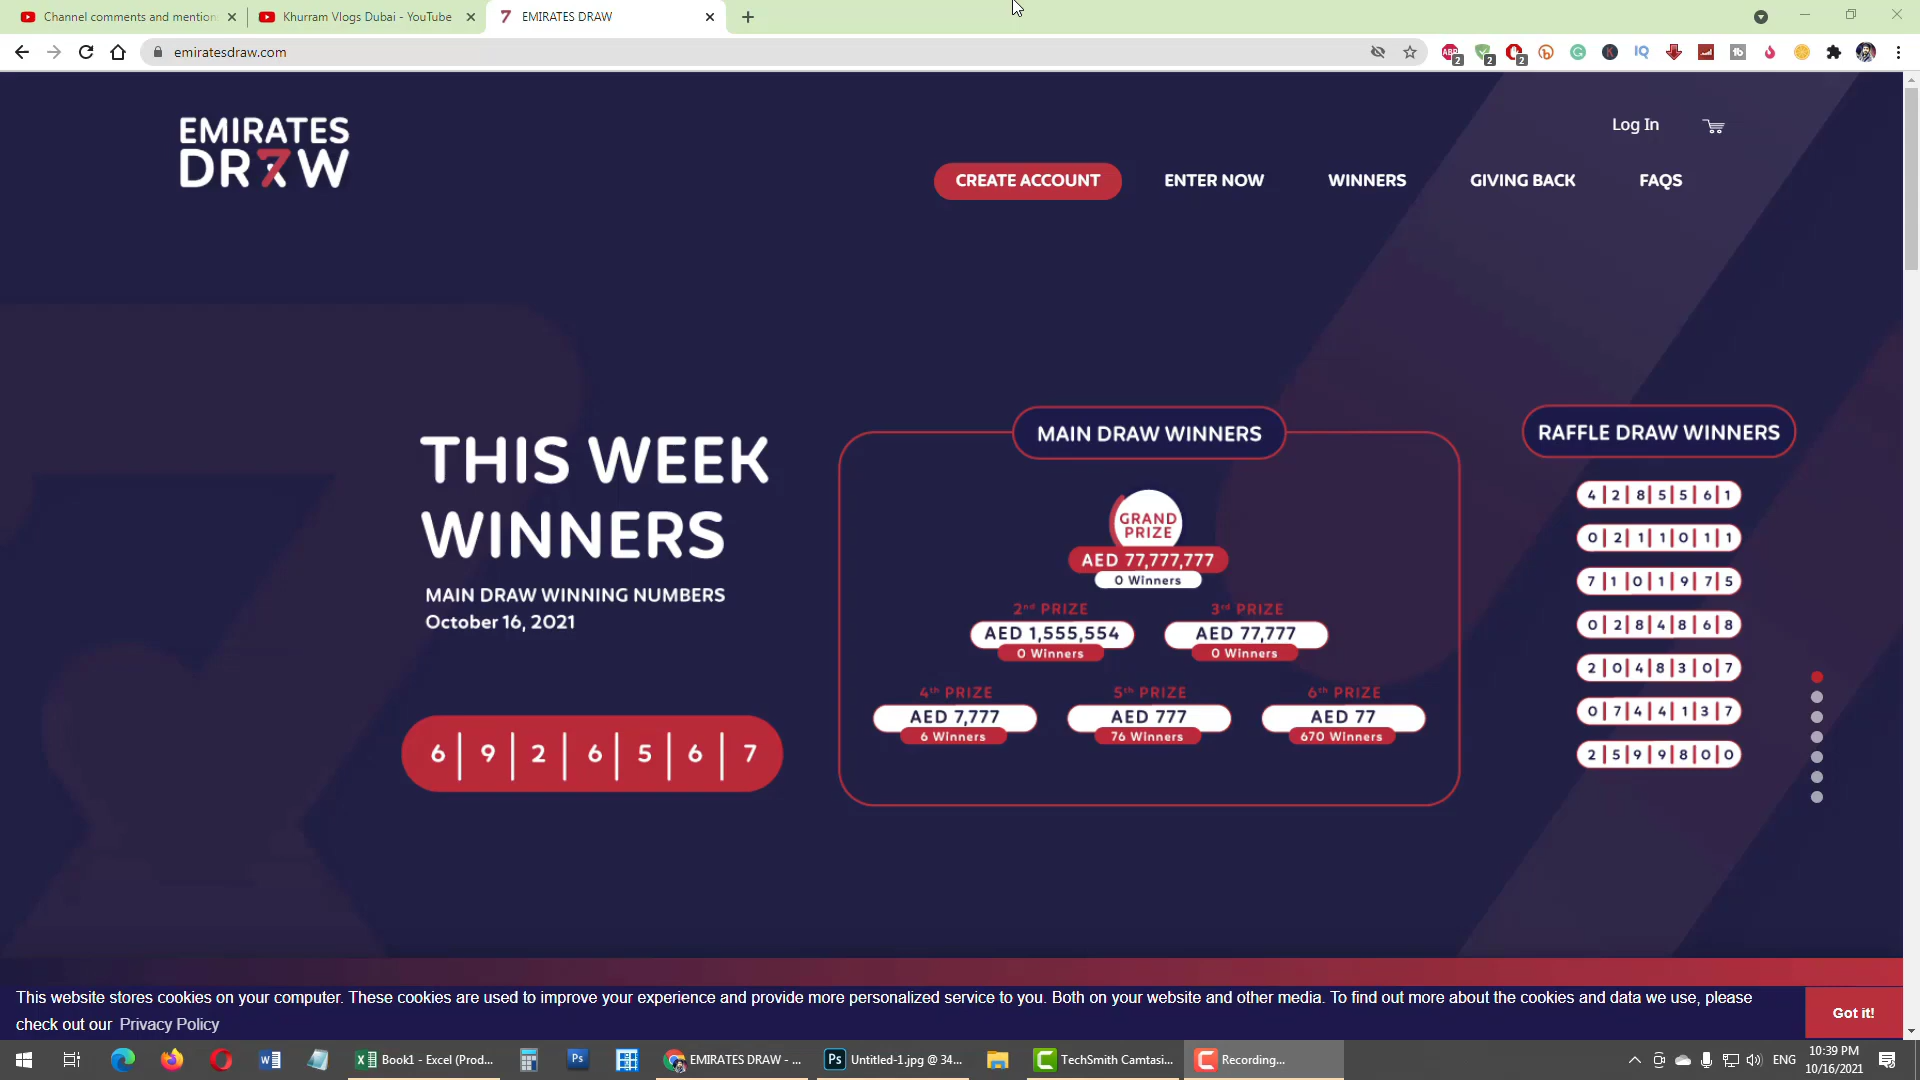 Channel comments and mention
Khurram Vlogs Dubai - YouTube
EMIRATES DRAW
emiratesdraw.com
EMIRATES
DR7W
Log In
CREATE ACCOUNT
ENTER NOW
WINNERS
GIVING BACK
FAQS
THIS WEEK
WINNERS
MAIN DRAW WINNING NUMBERS
October 16, 2021
6 | 9 | 2 | 6 | 5 | 6 | 7
MAIN DRAW WINNERS
GRAND
PRIZE
AED 77,777,777
0 Winners
2nd PRIZE
AED 1,555,554
0 Winners
3rd PRIZE
AED 77,777
0 Winners
4th PRIZE
AED 7,777
6 Winners
5th PRIZE
AED 777
76 Winners
6th PRIZE
AED 77
670 Winners
RAFFLE DRAW WINNERS
4|2|8|5|5|6|1
0|2|1|1|0|1|1
7|1|0|1|9|7|5
0|2|8|4|8|6|8
2|0|4|8|3|0|7
0|7|4|4|1|3|7
2|5|9|9|8|0|0
This website stores cookies on your computer. These cookies are used to improve your experience and provide more personalized service to you. Both on your website and other media. To find out more about the cookies and data we use, please
check out our Privacy Policy
Got it!
Book1 - Excel (Prod...
EMIRATES DRAW - ...
Untitled-1.jpg @ 34...
TechSmith Camtasi...
Recording...
ENG
10:39 PM
10/16/2021